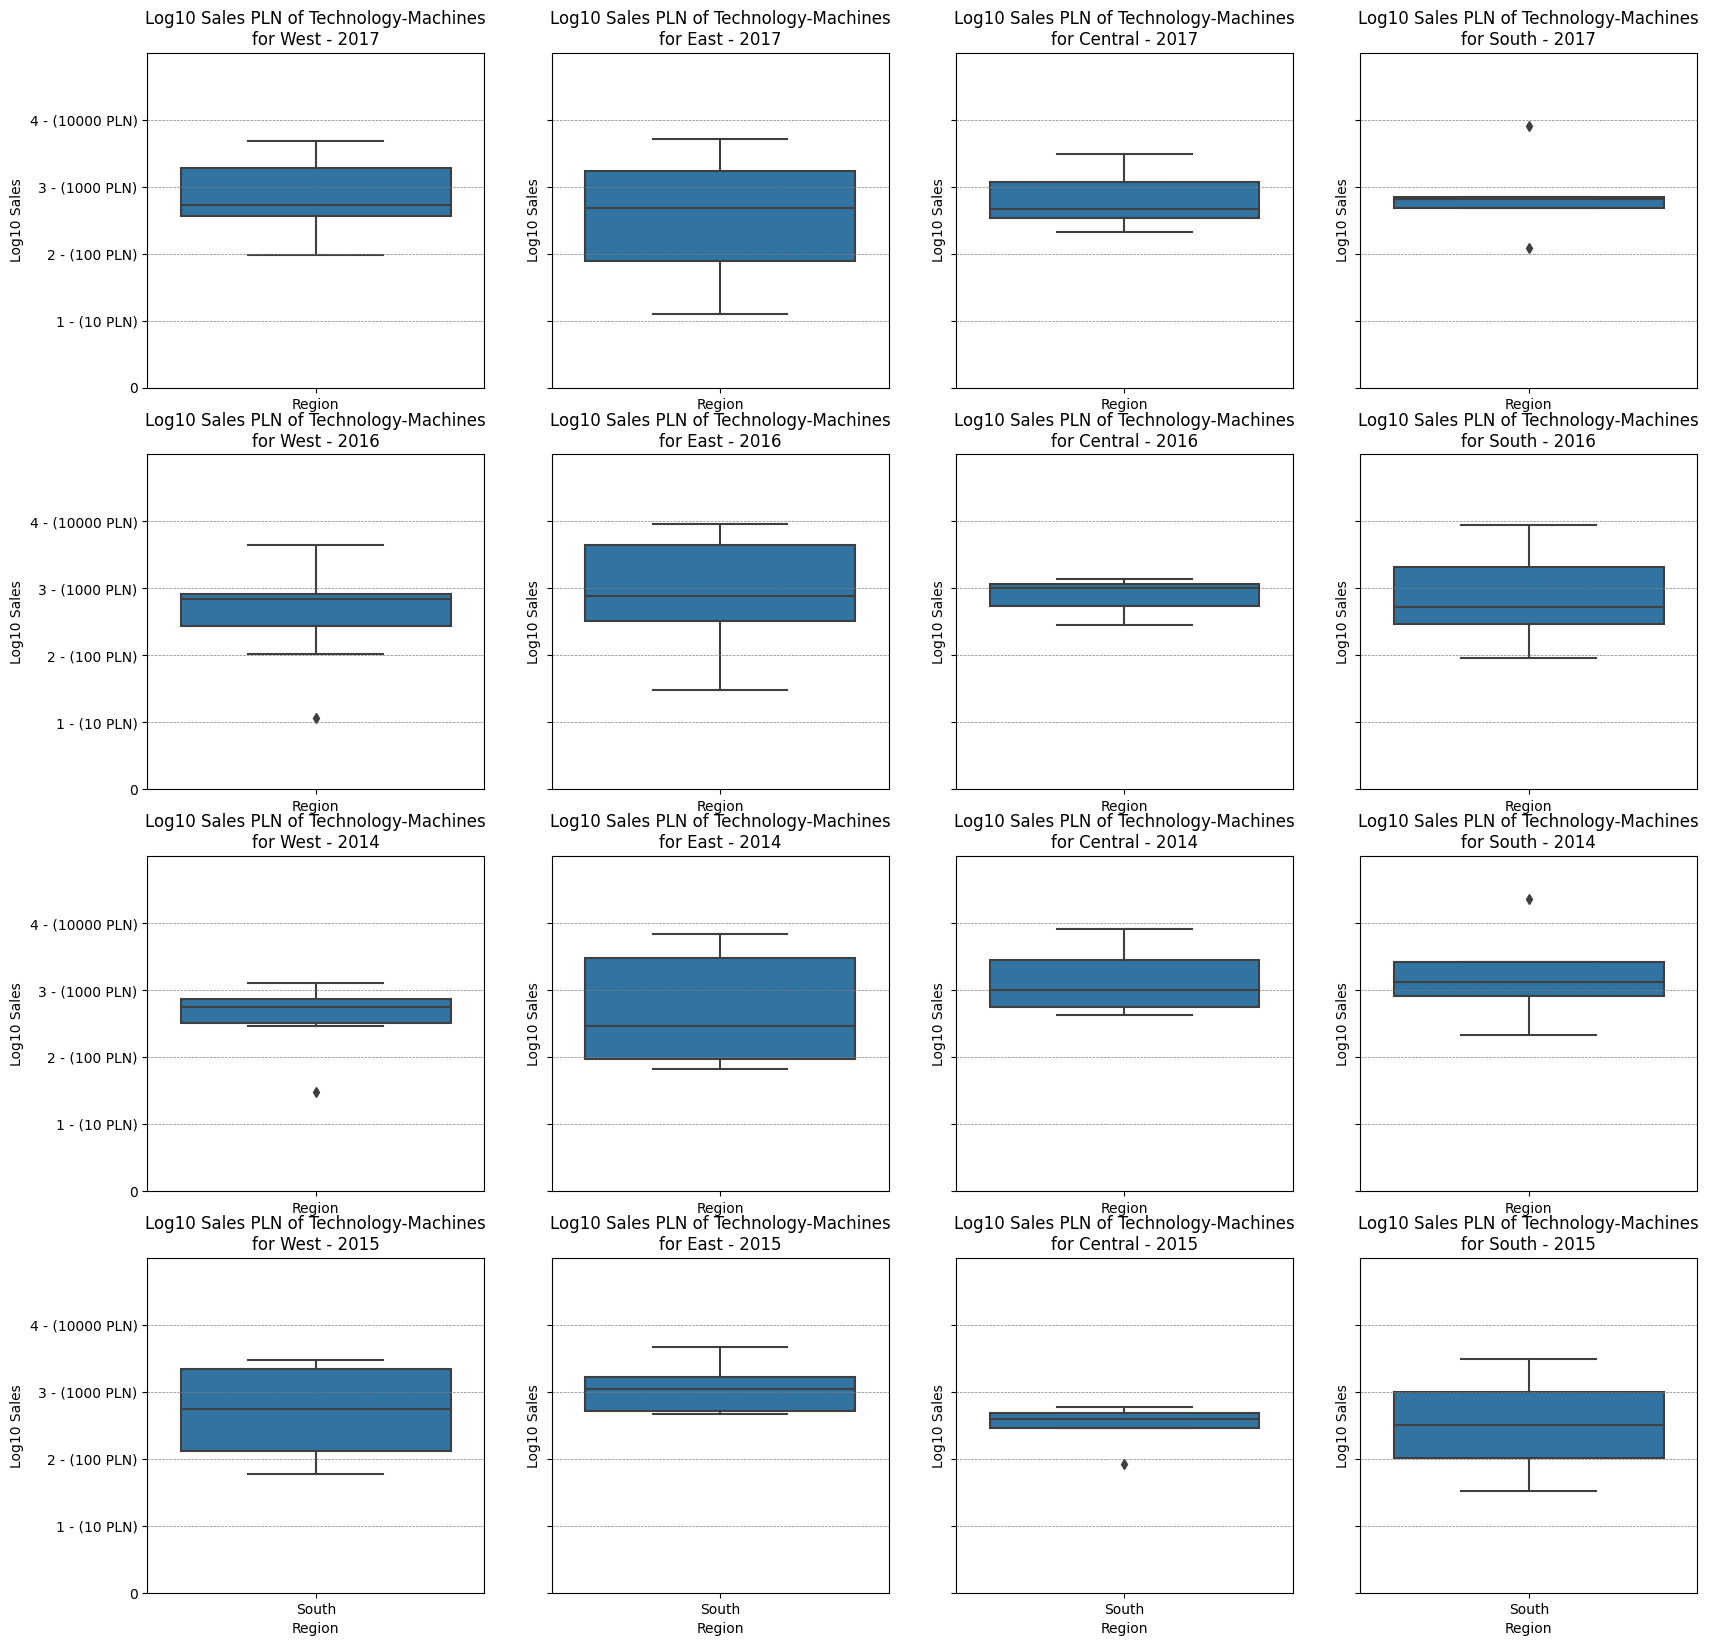 Log10 Sales PLN of Technology-Machines
for West - 2017
Log10 Sales PLN of Technology-Machines
for East - 2017
Log10 Sales PLN of Technology-Machines
for Central - 2017
Log10 Sales PLN of Technology-Machines
for South - 2017
4 - (10000 PLN)
3 - (1000 PLN)
2 - (100 PLN)
1 - (10 PLN)
0
Log10 Sales
Log10 Sales
Log10 Sales
Log10 Sales
Region
Region
Region
Region
Log10 Sales PLN of Technology-Machines
for West - 2016
Log10 Sales PLN of Technology-Machines
for East - 2016
Log10 Sales PLN of Technology-Machines
for Central - 2016
Log10 Sales PLN of Technology-Machines
for South - 2016
4 - (10000 PLN)
3 - (1000 PLN)
2 - (100 PLN)
1 - (10 PLN)
0
Log10 Sales
Log10 Sales
Log10 Sales
Log10 Sales
Region
Region
Region
Region
Log10 Sales PLN of Technology-Machines
for West - 2014
Log10 Sales PLN of Technology-Machines
for East - 2014
Log10 Sales PLN of Technology-Machines
for Central - 2014
Log10 Sales PLN of Technology-Machines
for South - 2014
4 - (10000 PLN)
3 - (1000 PLN)
2 - (100 PLN)
1 - (10 PLN)
0
Log10 Sales
Log10 Sales
Log10 Sales
Log10 Sales
Region
Region
Region
Region
Log10 Sales PLN of Technology-Machines
for West - 2015
Log10 Sales PLN of Technology-Machines
for East - 2015
Log10 Sales PLN of Technology-Machines
for Central - 2015
Log10 Sales PLN of Technology-Machines
for South - 2015
4 - (10000 PLN)
3 - (1000 PLN)
2 - (100 PLN)
1 - (10 PLN)
0
Log10 Sales
Log10 Sales
Log10 Sales
Log10 Sales
South
South
South
South
Region
Region
Region
Region